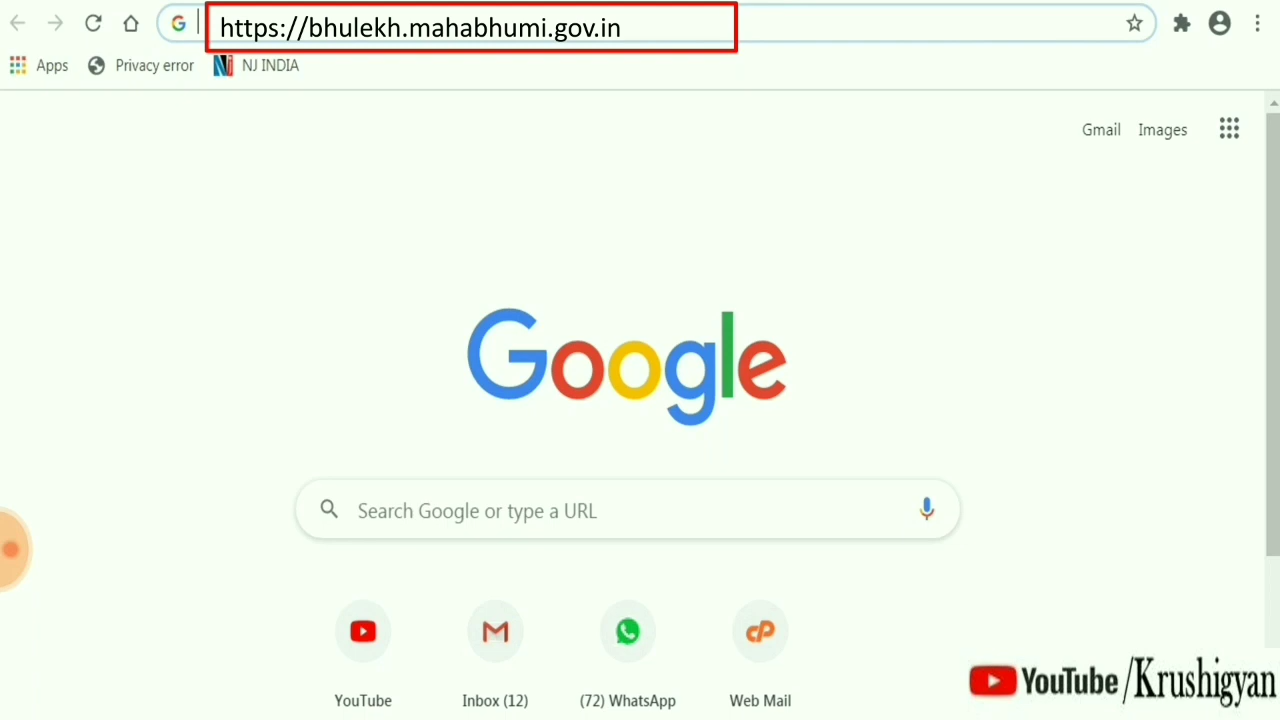 https://bhulekh.mahabhumi.gov.in
Apps Privacy error NJ INDIA
Gmail Images
Google
Search Google or type a URL
YouTube Inbox (12) (72) WhatsApp Web Mail
YouTube/Krushigyan